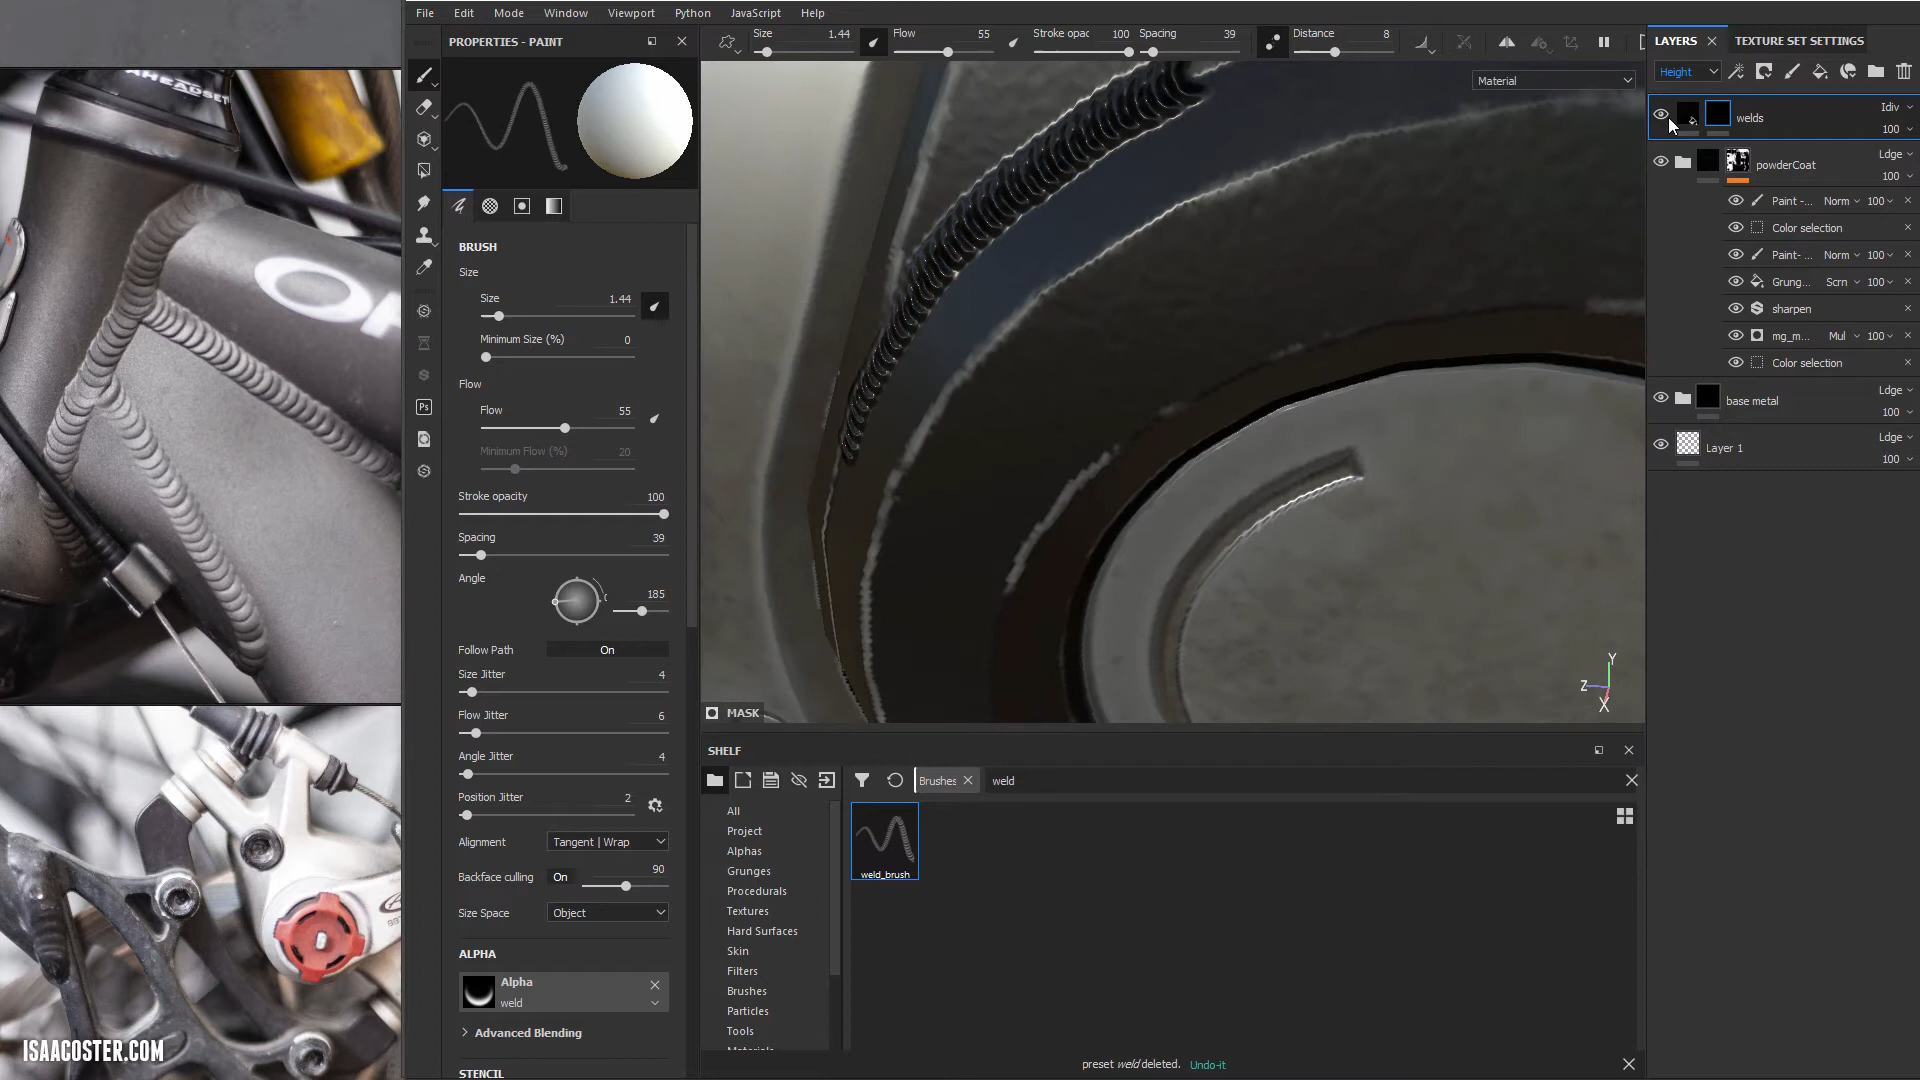 File Edit Mode Window Viewport Python JavaScript Help
PROPERTIES - PAINT
Size 1.44
Flow 55
Stroke opac 100
Spacing 39
Distance 8
Material
BRUSH
Size
Size 1.44
Minimum Size (%) 0
Flow
Flow 55
Minimum Flow (%) 20
Stroke opacity 100
Spacing 39
Angle
185
Follow Path On
Size Jitter 4
Flow Jitter 6
Angle Jitter 4
Position Jitter 2
Alignment Tangent | Wrap
Backface culling On 90
Size Space Object
ALPHA
Alpha
weld
Advanced Blending
STENCIL
Ps
MASK
Y
Z
X
SHELF
Brushes
weld
All
Project
Alphas
Grunges
Procedurals
Textures
Hard Surfaces
Skin
Filters
Brushes
Particles
Tools
weld_brush
preset weld deleted. Undo-it
LAYERS
TEXTURE SET SETTINGS
Height
welds
ldiv
100
powderCoat
Ldge
100
Paint -... Norm 100
Color selection
Paint- ... Norm 100
Grung... Scrn 100
sharpen
mg_m... Mul 100
Color selection
base metal
Ldge
100
Layer 1
Ldge
100
AHEADSET
ISAACOSTER.COM